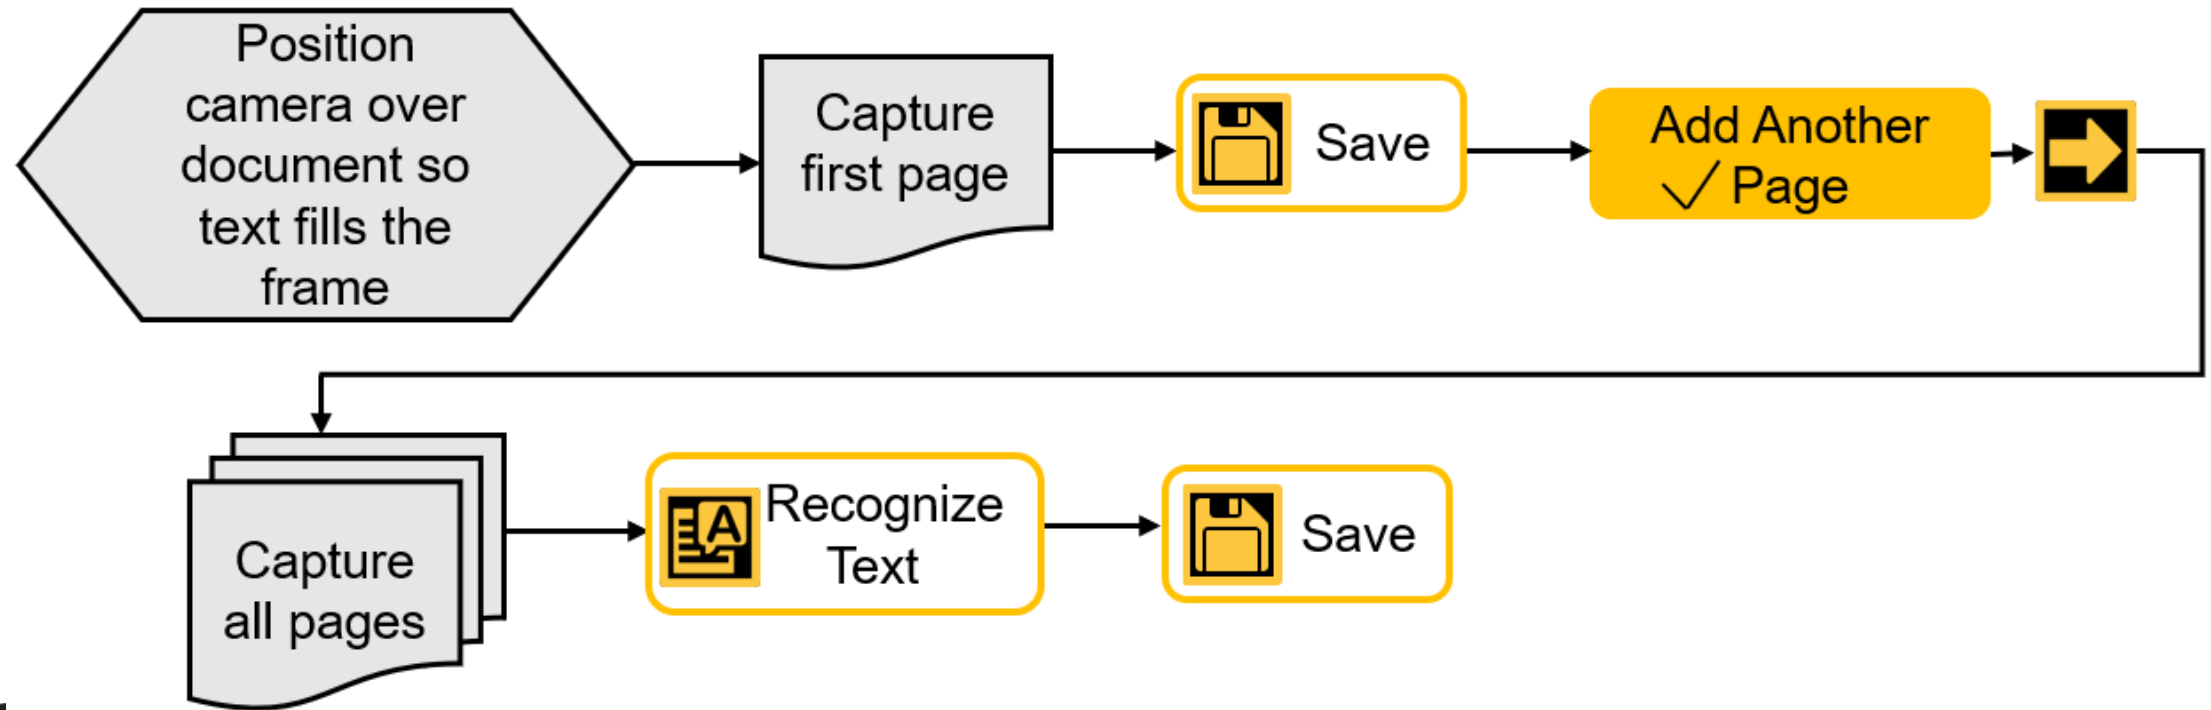 Position
camera over
document so
text fills the
frame
Capture
first page
Save
Add Another
✓ Page
Capture
all pages
A
Recognize
Text
Save